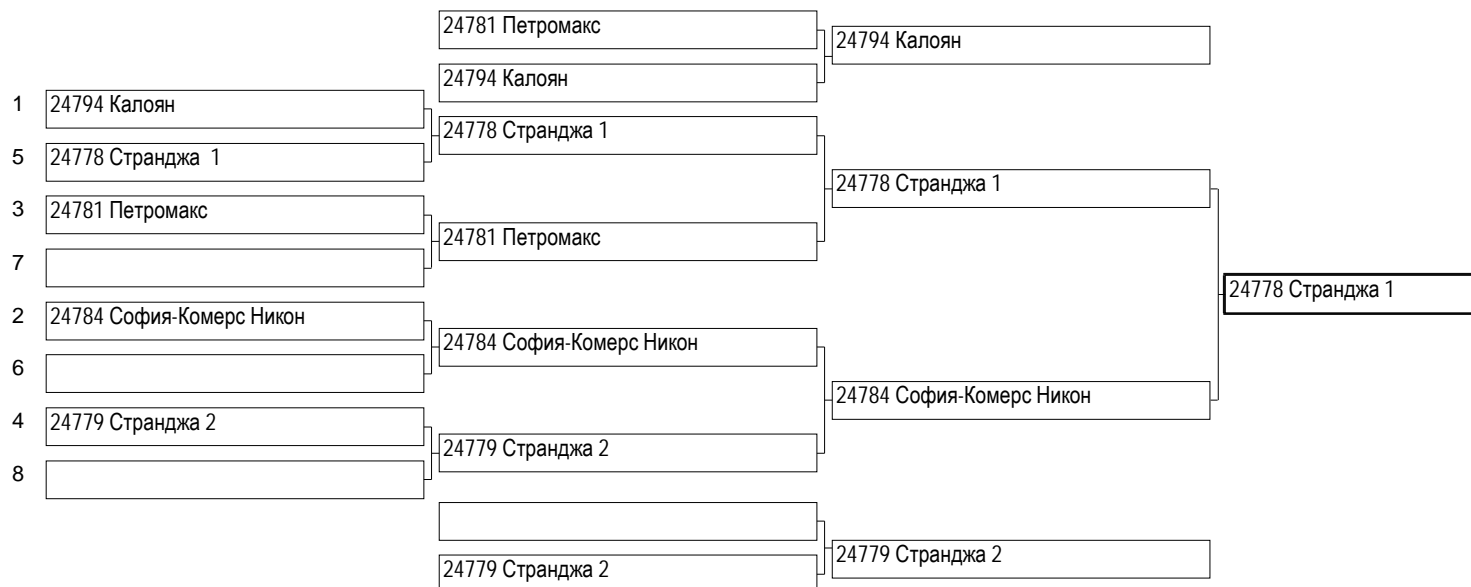 24781 Петромакс
24794 Калоян
24794 Калоян
1 24794 Калоян
5 24778 Странджа  1
3 24781 Петромакс
7
2 24784 София-Комерс Никон
6
4 24779 Странджа 2
8
24778 Странджа 1
24781 Петромакс
24784 София-Комерс Никон
24779 Странджа 2
24778 Странджа 1
24784 София-Комерс Никон
24778 Странджа 1
24779 Странджа 2
24779 Странджа 2